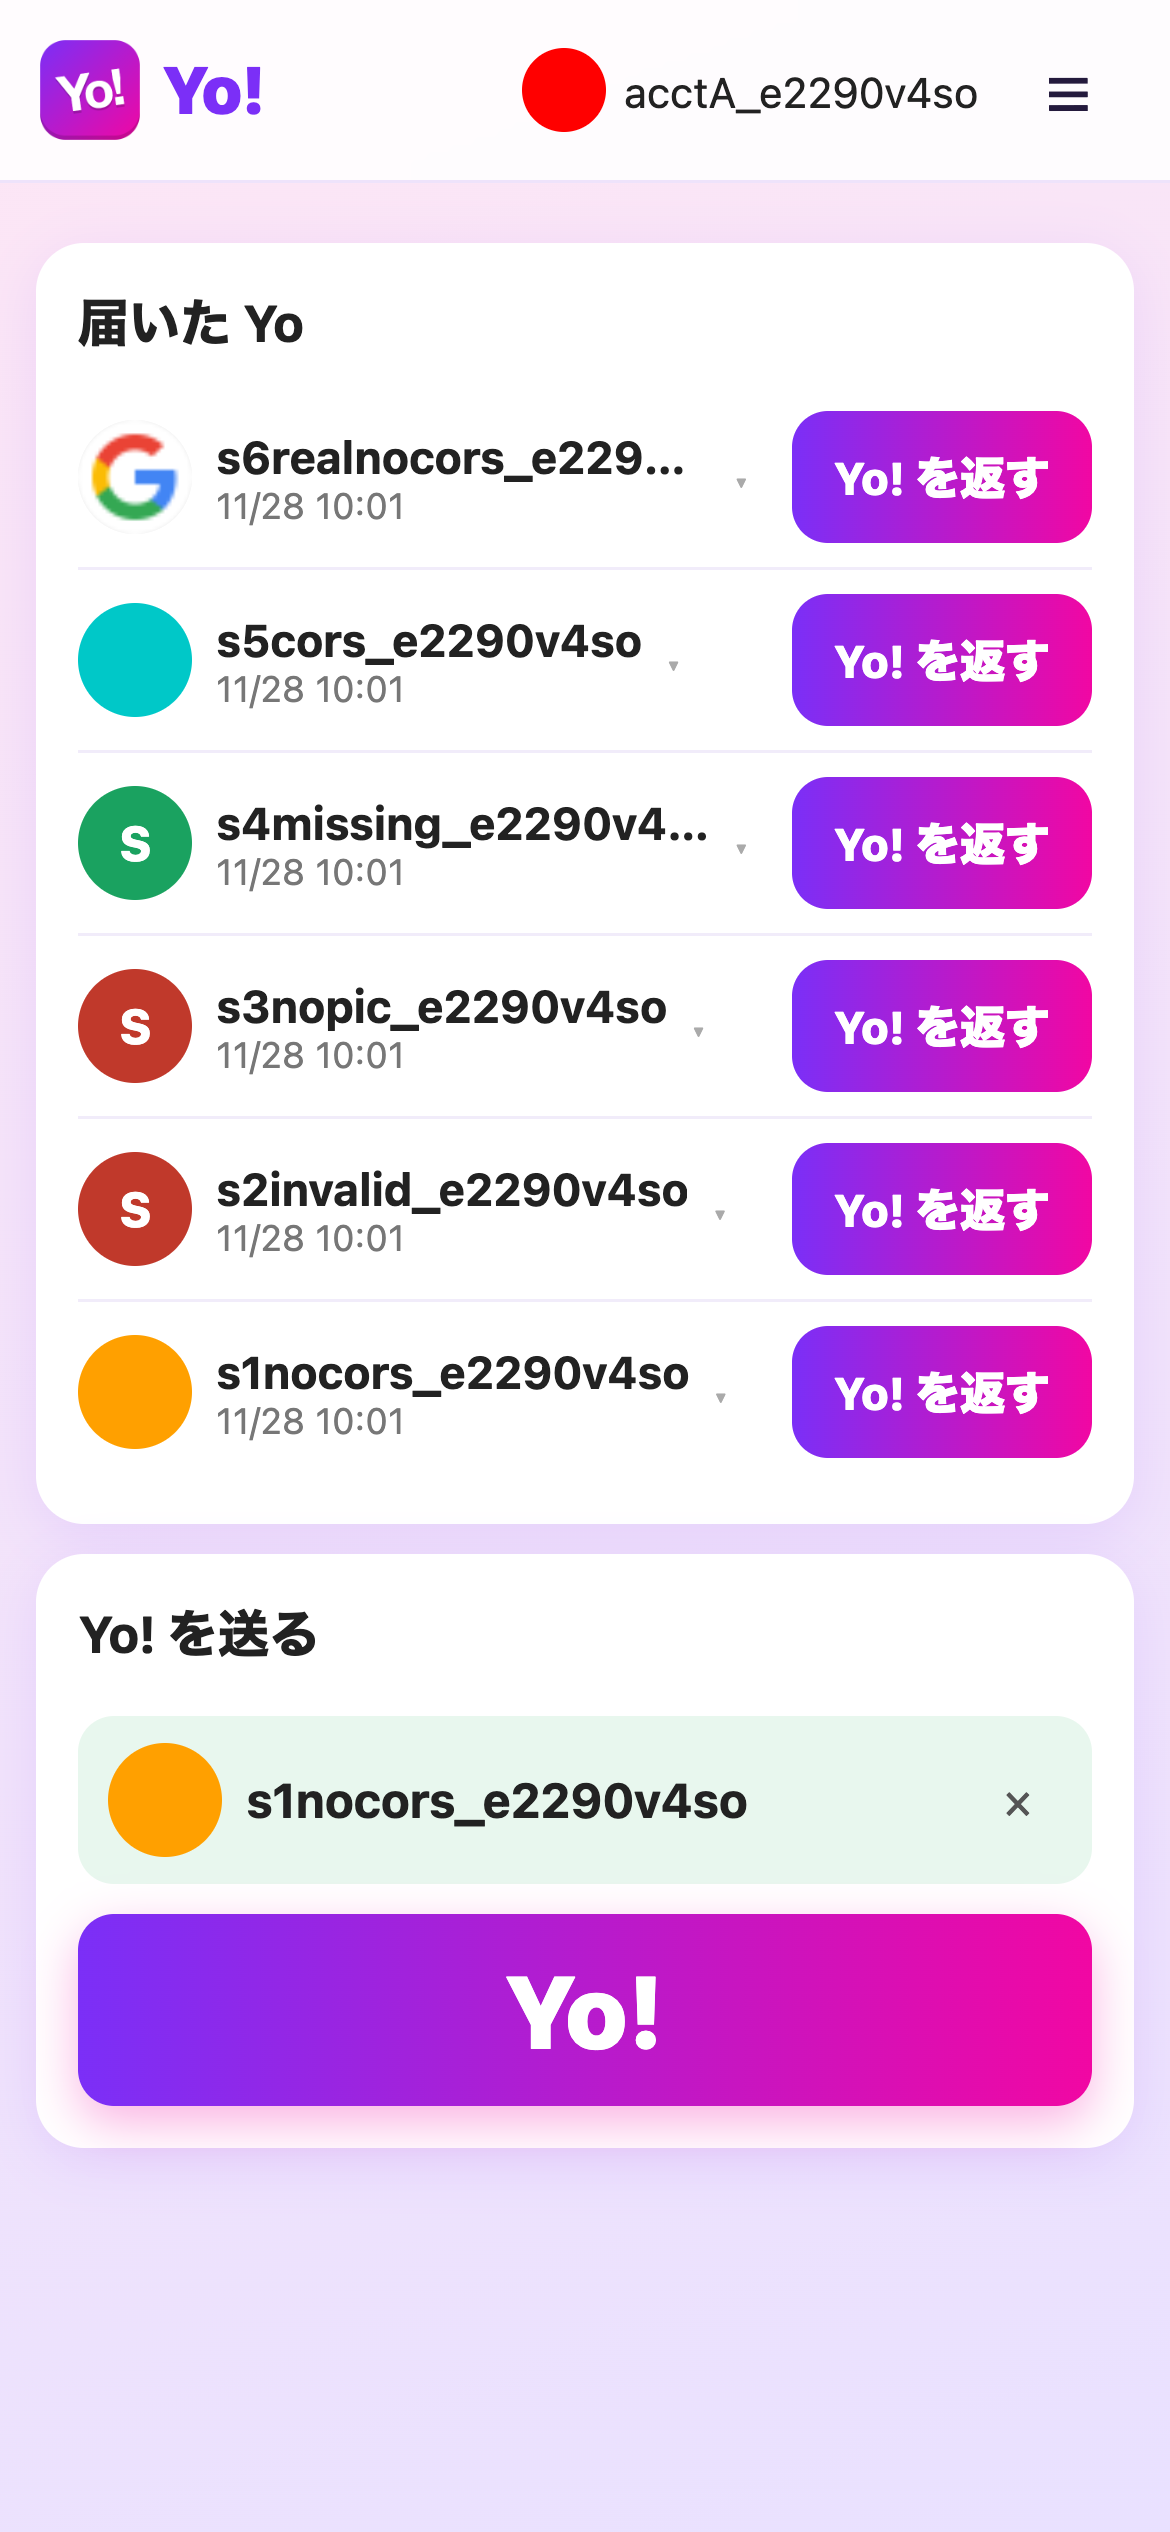 Yo!
Yo!
acctA_e2290v4so
届いた Yo
s6realnocors_e229...
11/28 10:01
Yo! を返す
s5cors_e2290v4so
11/28 10:01
Yo! を返す
S
s4missing_e2290v4...
11/28 10:01
Yo! を返す
S
s3nopic_e2290v4so
11/28 10:01
Yo! を返す
S
s2invalid_e2290v4so
11/28 10:01
Yo! を返す
s1nocors_e2290v4so
11/28 10:01
Yo! を返す
Yo! を送る
s1nocors_e2290v4so
×
Yo!